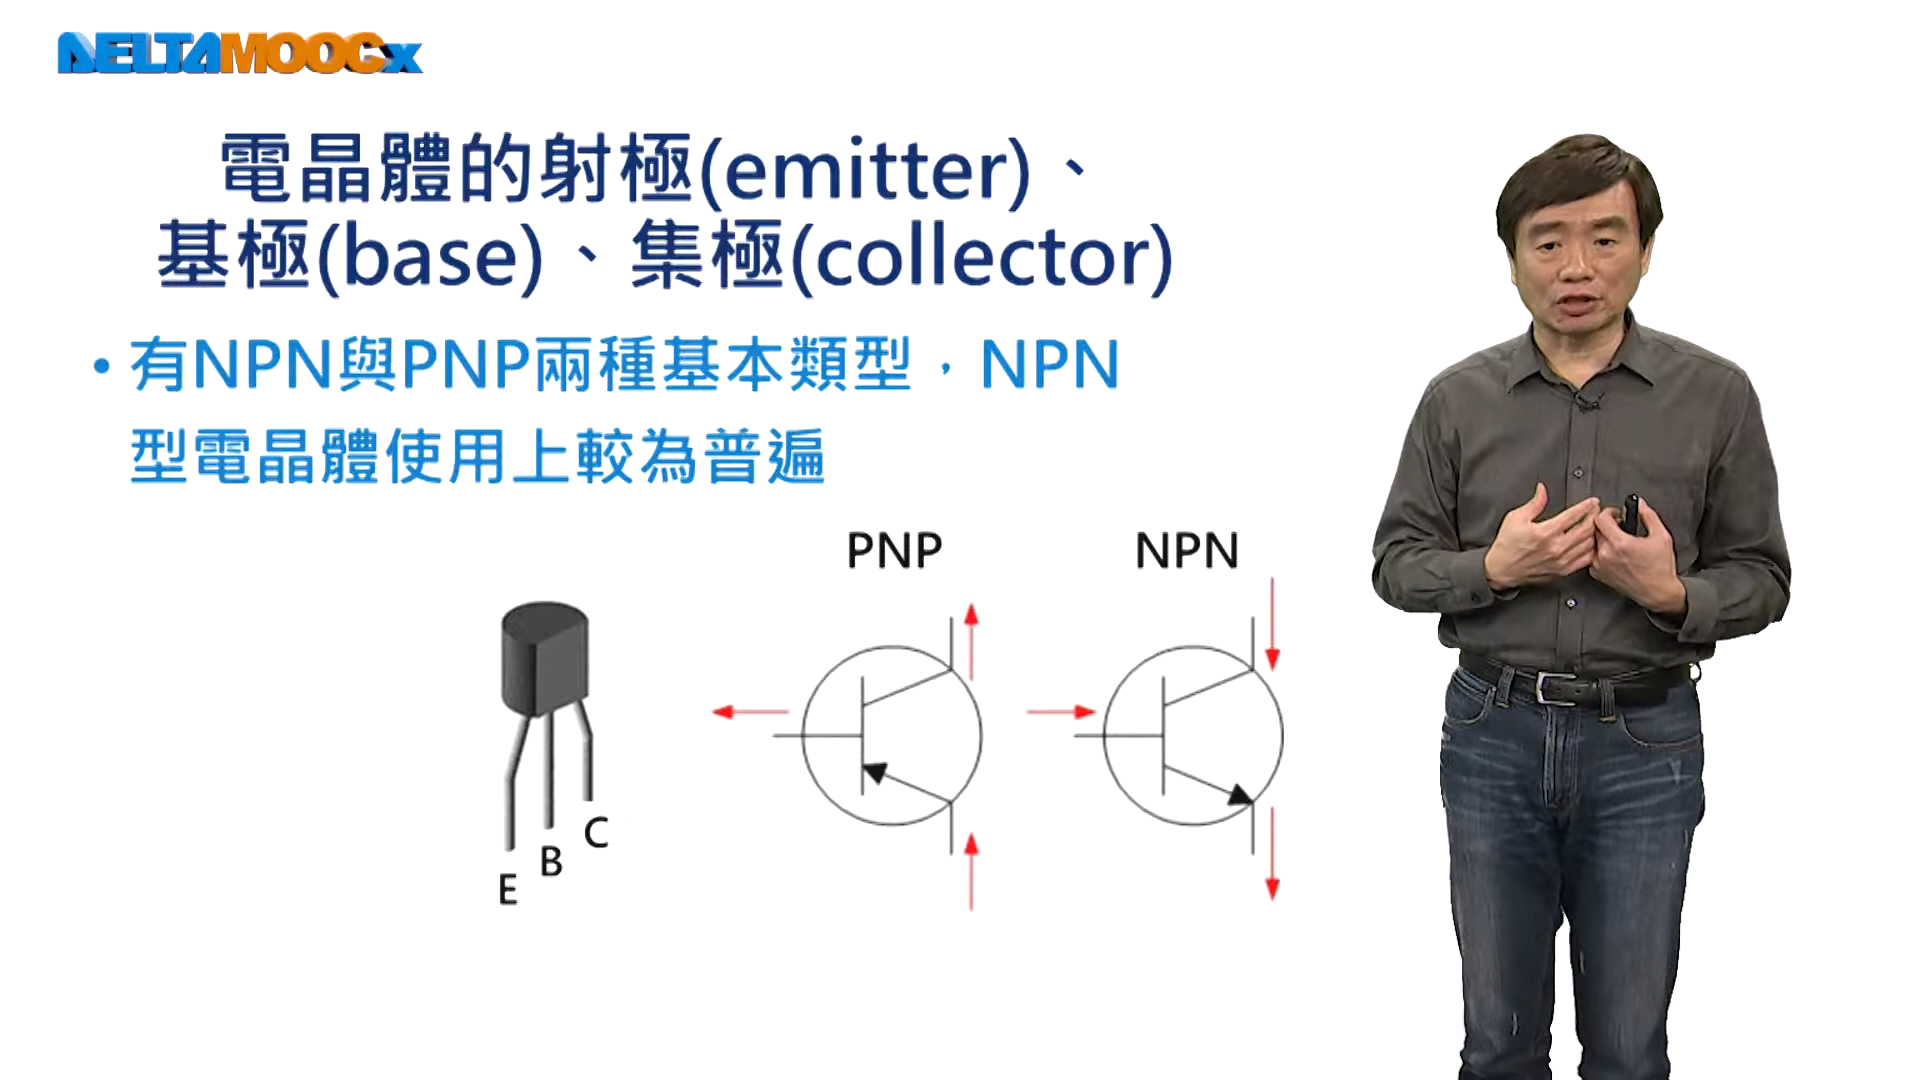 DELTAMOOCx
電晶體的射極(emitter)、
基極(base)、集極(collector)
•有NPN與PNP兩種基本類型，NPN
型電晶體使用上較為普遍
PNP
NPN
C
B
E